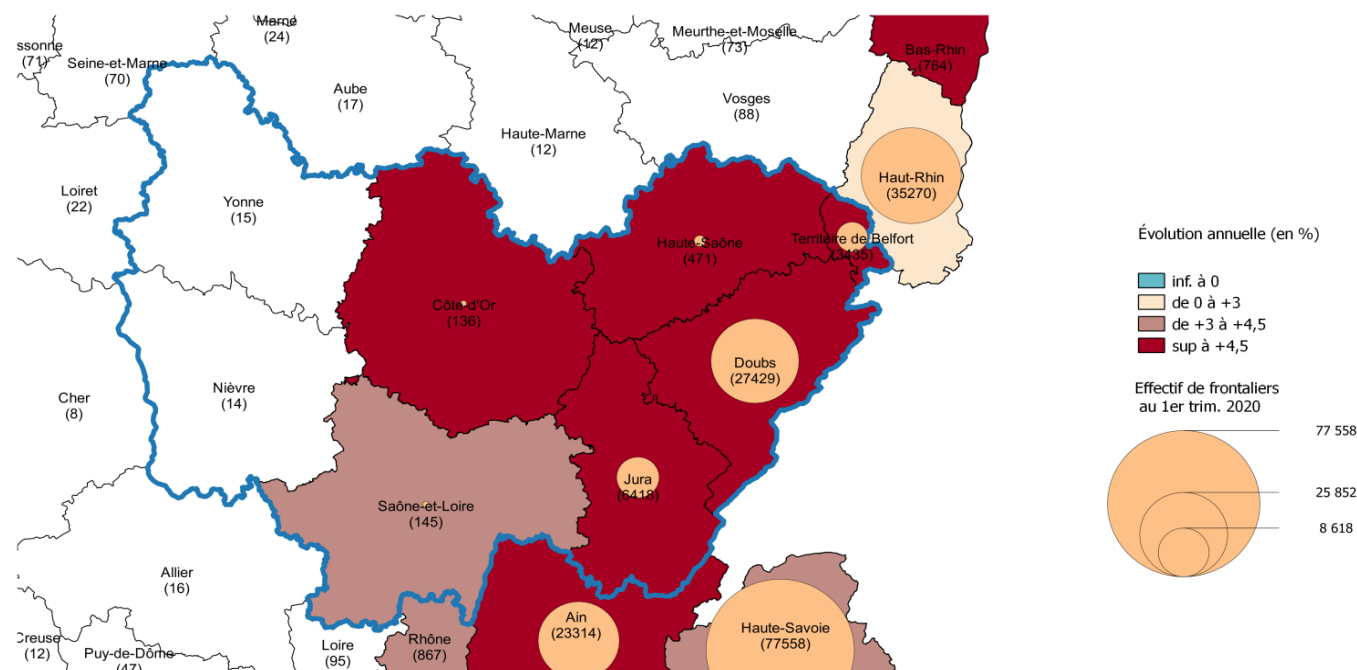 Marne
(24)
Meuse
(12)
Meurthe-et-Moselle
(73)
ssonne
(71)
Seine-et-Marne
(70)
Bas-Rhin
(764)
Aube
(17)
Vosges
(88)
Haute-Marne
(12)
Haut-Rhin
(35270)
Loiret
(22)
Yonne
(15)
Haute-Saône
(471)
Territoire de Belfort
(3435)
Côte-d'Or
(136)
Doubs
(27429)
Cher
(8)
Nièvre
(14)
Jura
(6418)
Saône-et-Loire
(145)
Allier
(16)
Creuse
(12)
Puy-de-Dôme
(47)
Loire
(95)
Rhône
(867)
Ain
(23314)
Haute-Savoie
(77558)
Évolution annuelle (en %)
inf. à 0
de 0 à +3
de +3 à +4,5
sup à +4,5
Effectif de frontaliers
au 1er trim. 2020
77 558
25 852
8 618